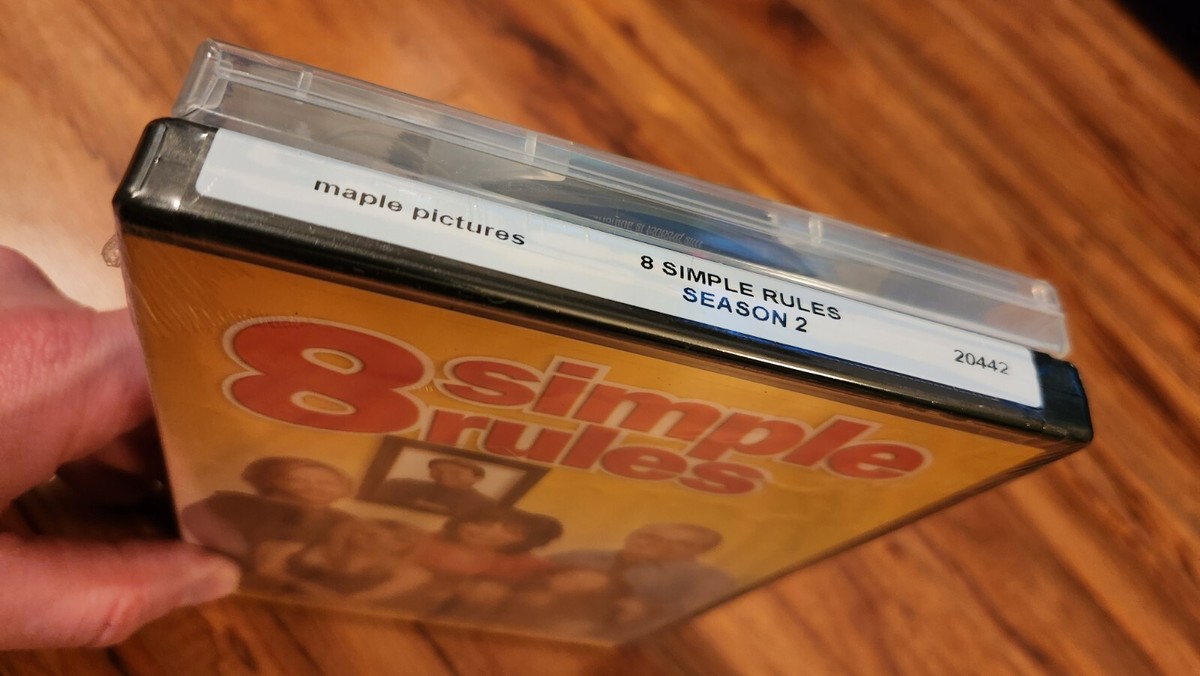 maple pictures
8 SIMPLE RULES
SEASON 2
20442
8 simple
rules